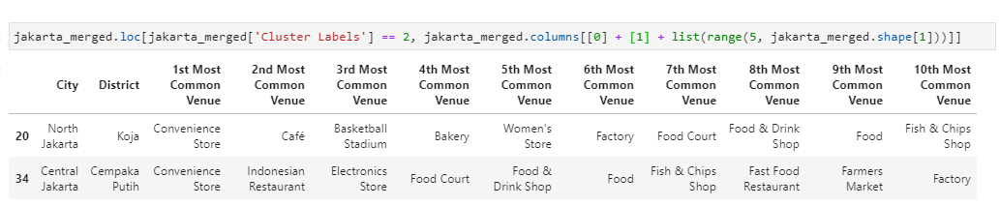 jakarta_merged.loc[jakarta_merged['Cluster Labels'] == 2, jakarta_merged.columns[[0] + [1] + list(range(5, jakarta_merged.shape[1]))]]
City District 1st Most Common Venue 2nd Most Common Venue 3rd Most Common Venue 4th Most Common Venue 5th Most Common Venue 6th Most Common Venue 7th Most Common Venue 8th Most Common Venue 9th Most Common Venue 10th Most Common Venue
20 North Jakarta Koja Convenience Store Café Basketball Stadium Bakery Women's Store Factory Food Court Food & Drink Shop Food Fish & Chips Shop
34 Central Jakarta Cempaka Putih Convenience Store Indonesian Restaurant Electronics Store Food Court Food & Drink Shop Food Fish & Chips Shop Fast Food Restaurant Farmers Market Factory